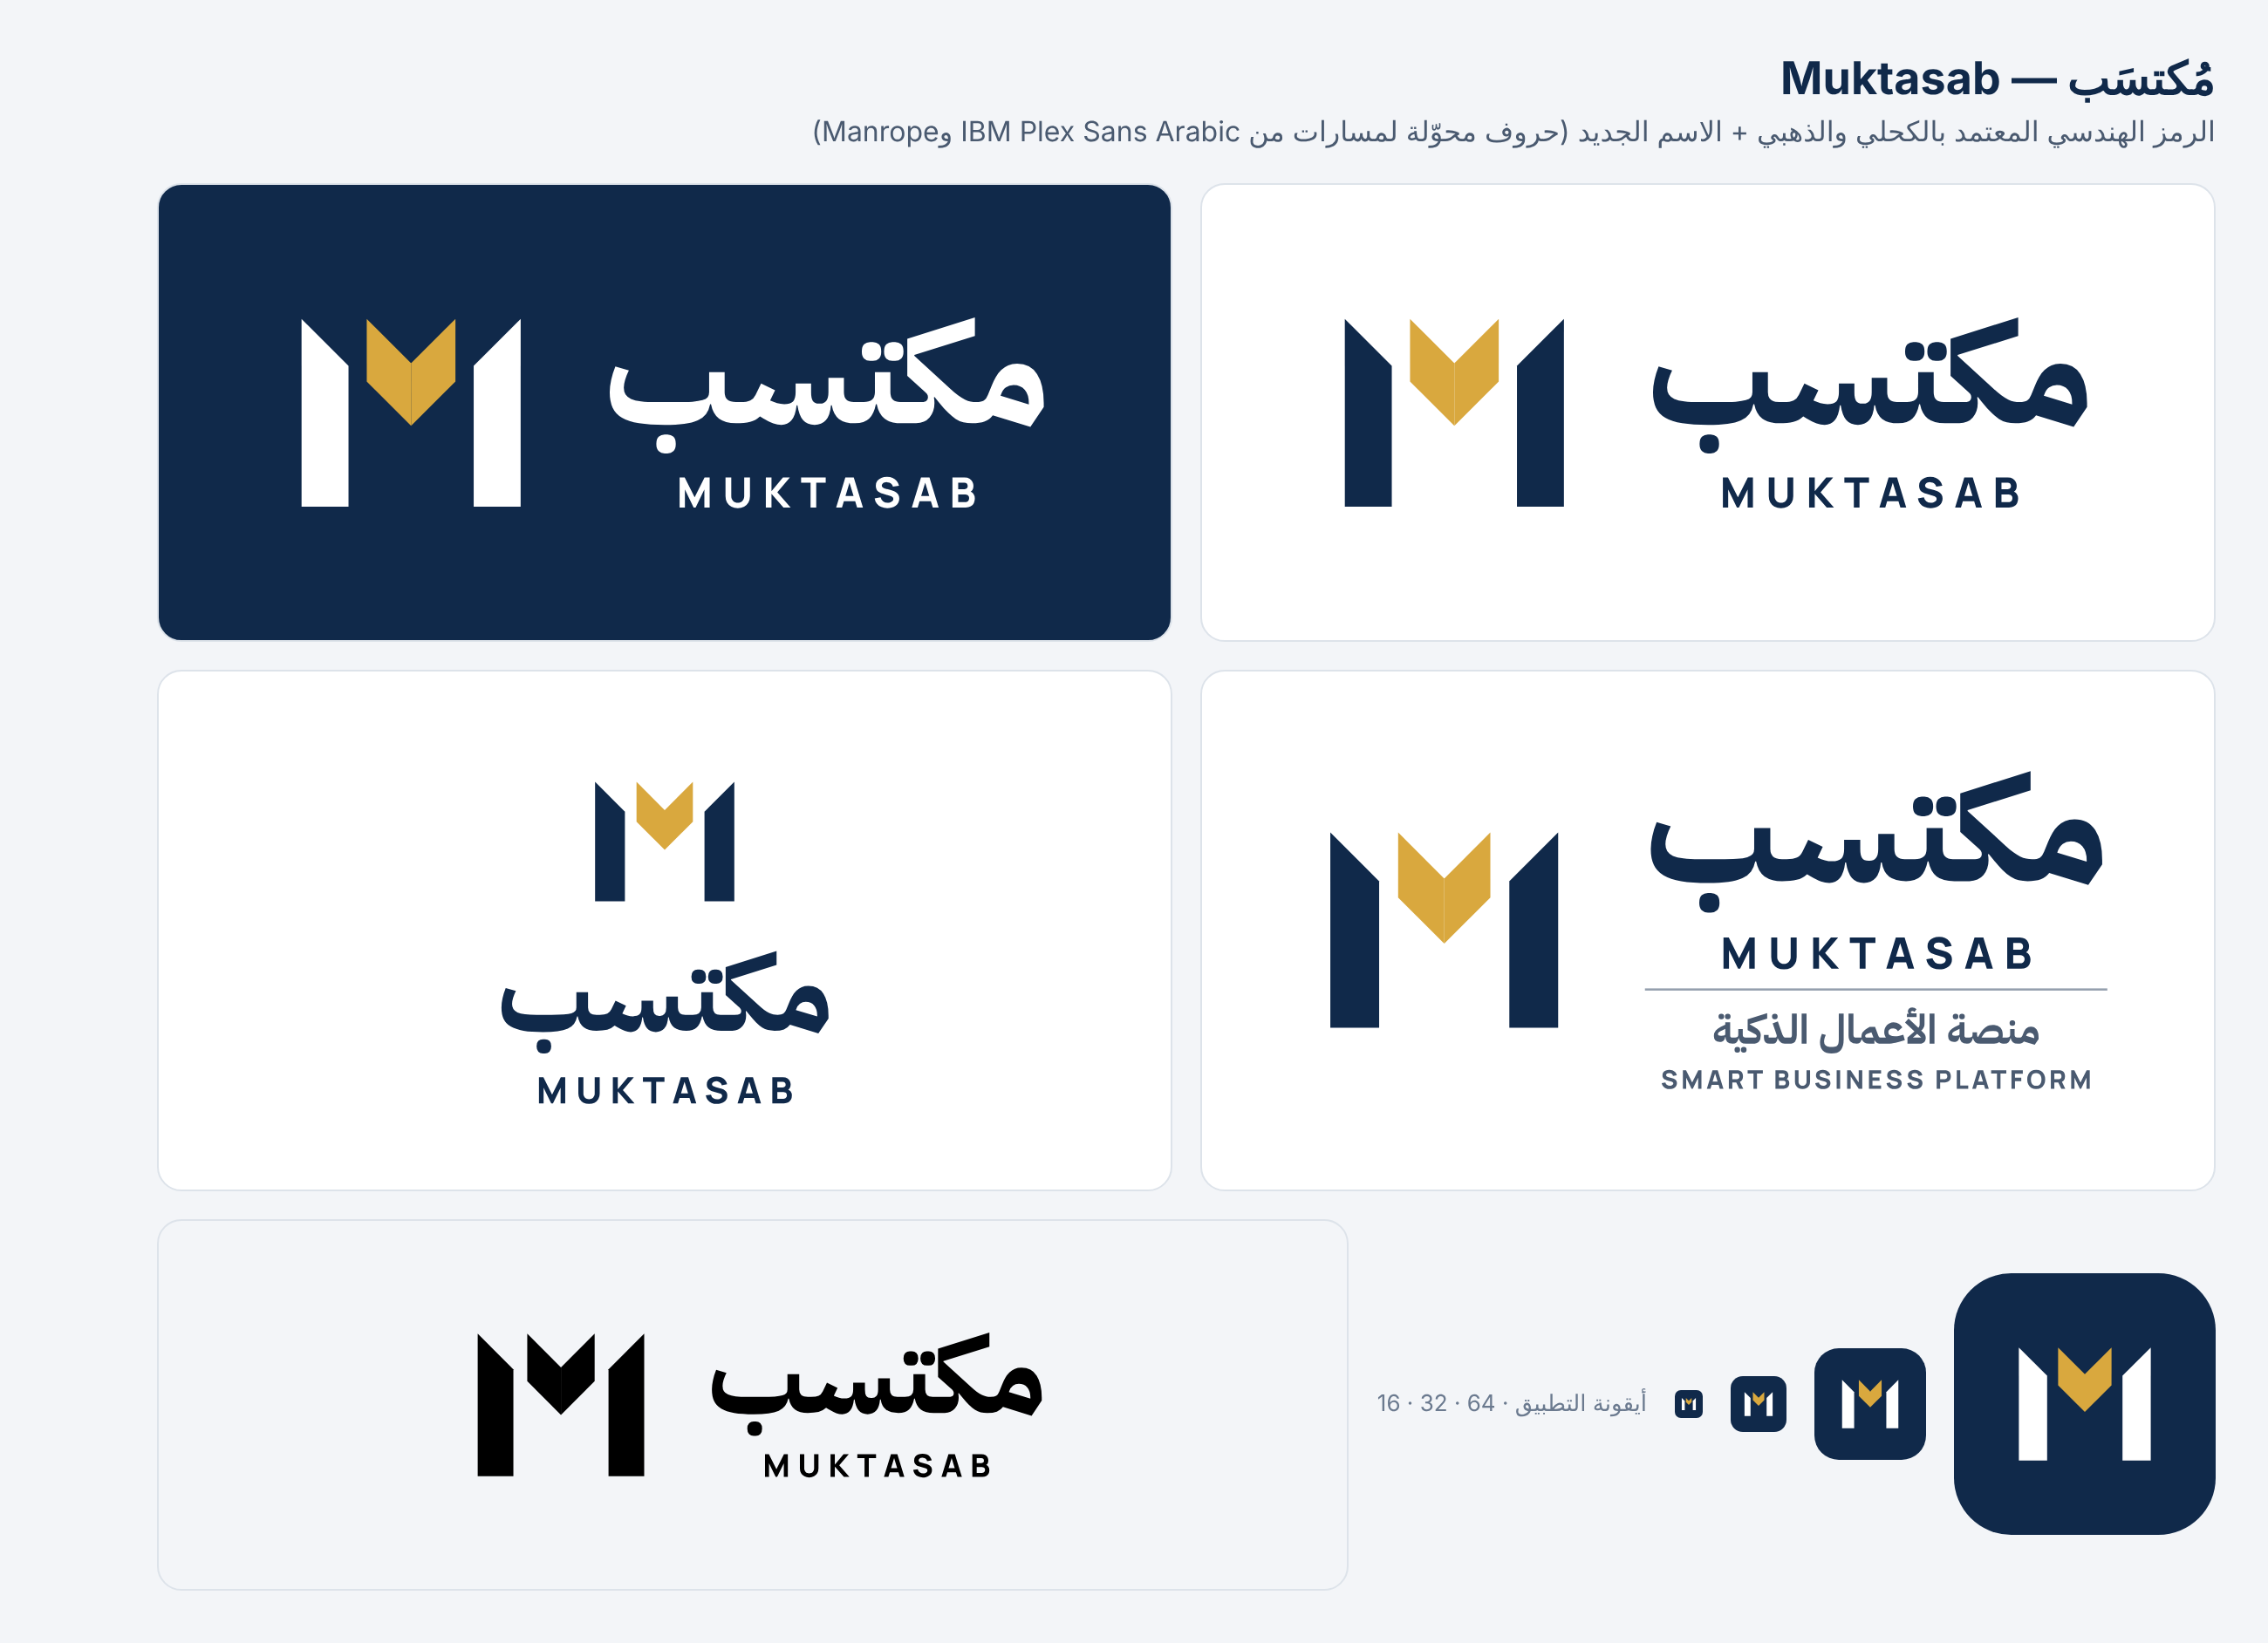 مُكتسَب — Muktasab
الرمز الهندسي المعتمد بالكحلي والذهبي + الاسم الجديد (حروف محوّلة لمسارات من IBM Plex Sans Arabic وManrope)
مكتسب
MUKTASAB
مكتسب
MUKTASAB
مكتسب
MUKTASAB
منصة الأعمال الذكية
SMART BUSINESS PLATFORM
مكتسب
MUKTASAB
أيقونة التطبيق · 64 · 32 · 16
مكتسب
MUKTASAB